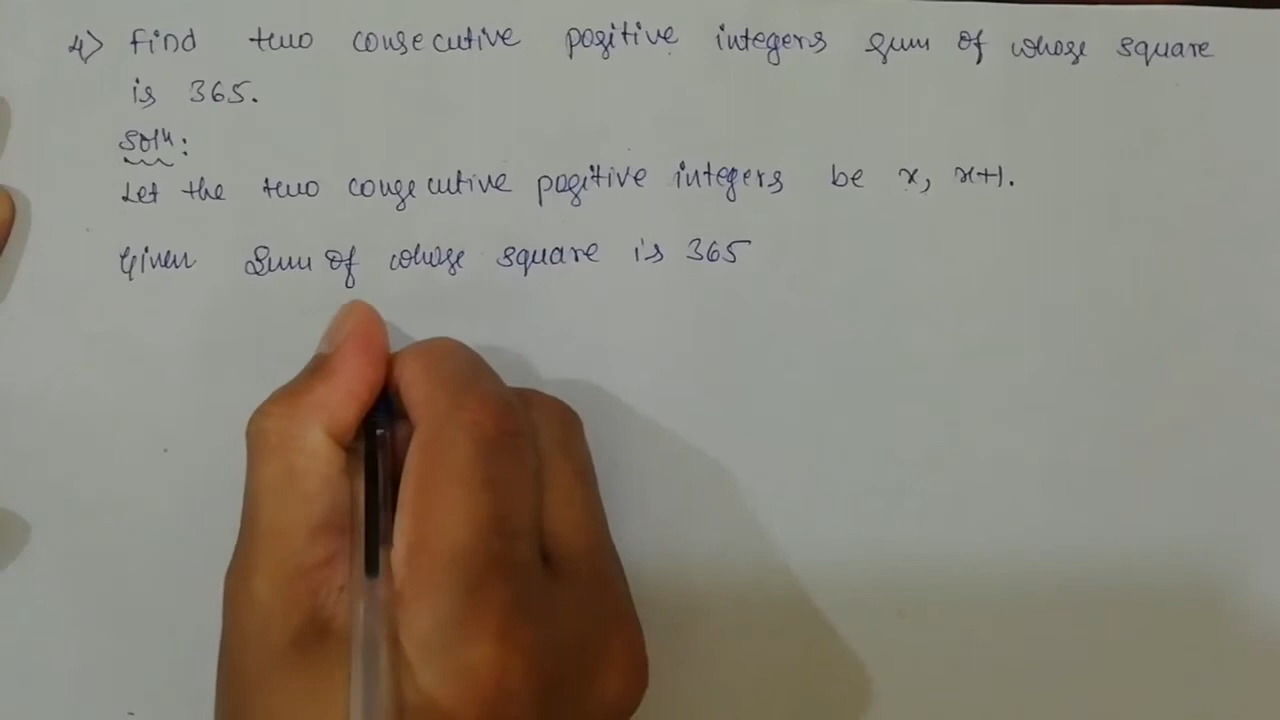 4) Find two consecutive positive integers sum of whose square
is 365.
Soln:
Let the two consecutive positive integers be x, x+1.
Given Sum of whose square is 365